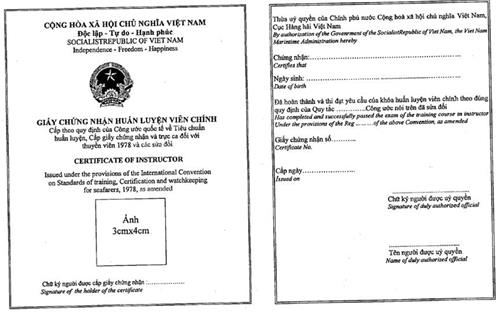 CỘNG HÒA XÃ HỘI CHỦ NGHĨA VIỆT NAM
Độc lập - Tự do - Hạnh phúc
SOCIALISTREPUBLIC OF VIET NAM
Independence - Freedom - Happiness
GIẤY CHỨNG NHẬN HUẤN LUYỆN VIÊN CHÍNH
Cấp theo quy định của Công ước quốc tế về Tiêu chuẩn
huấn luyện, Cấp giấy chứng nhận và trực ca đối với
thuyền viên 1978 và các sửa đổi
CERTIFICATE OF INSTRUCTOR
Issued under the provisions of the International Convention
on Standards of training, Certification and watchkeeping
for seafarers, 1978, as amended
Ảnh
3cmx4cm
Chữ ký người được cấp giấy chứng nhận ....................
Signature of the holder of the certificate
Thừa uỷ quyền của Chính phủ nước Cộng hoà xã hội chủ nghĩa Việt Nam,
Cục Hàng hải Việt Nam
By authorization of the Government of the SocialistRepublic of Viet Nam, the Viet Nam
Marintime Administration hereby
Chứng nhận:
Certifies that
Ngày sinh:
Date of birth
Đã hoàn thành và thi đạt yêu cầu của khóa huấn luyện viên chính theo đúng
quy định của Quy tắc ............Công ước nói trên đã sửa đổi
Has completed and successfully passed the exam of the training course in instructor
Under the provisions of the Reg ........of the above Convention, as amended
Giấy chứng nhận số..............
Certificate No.
Cấp ngày......................
Issued on
Chữ ký người được uỷ quyền
Signature of duly authorized official
Tên người được uỷ quyền
Name of duly authorized official